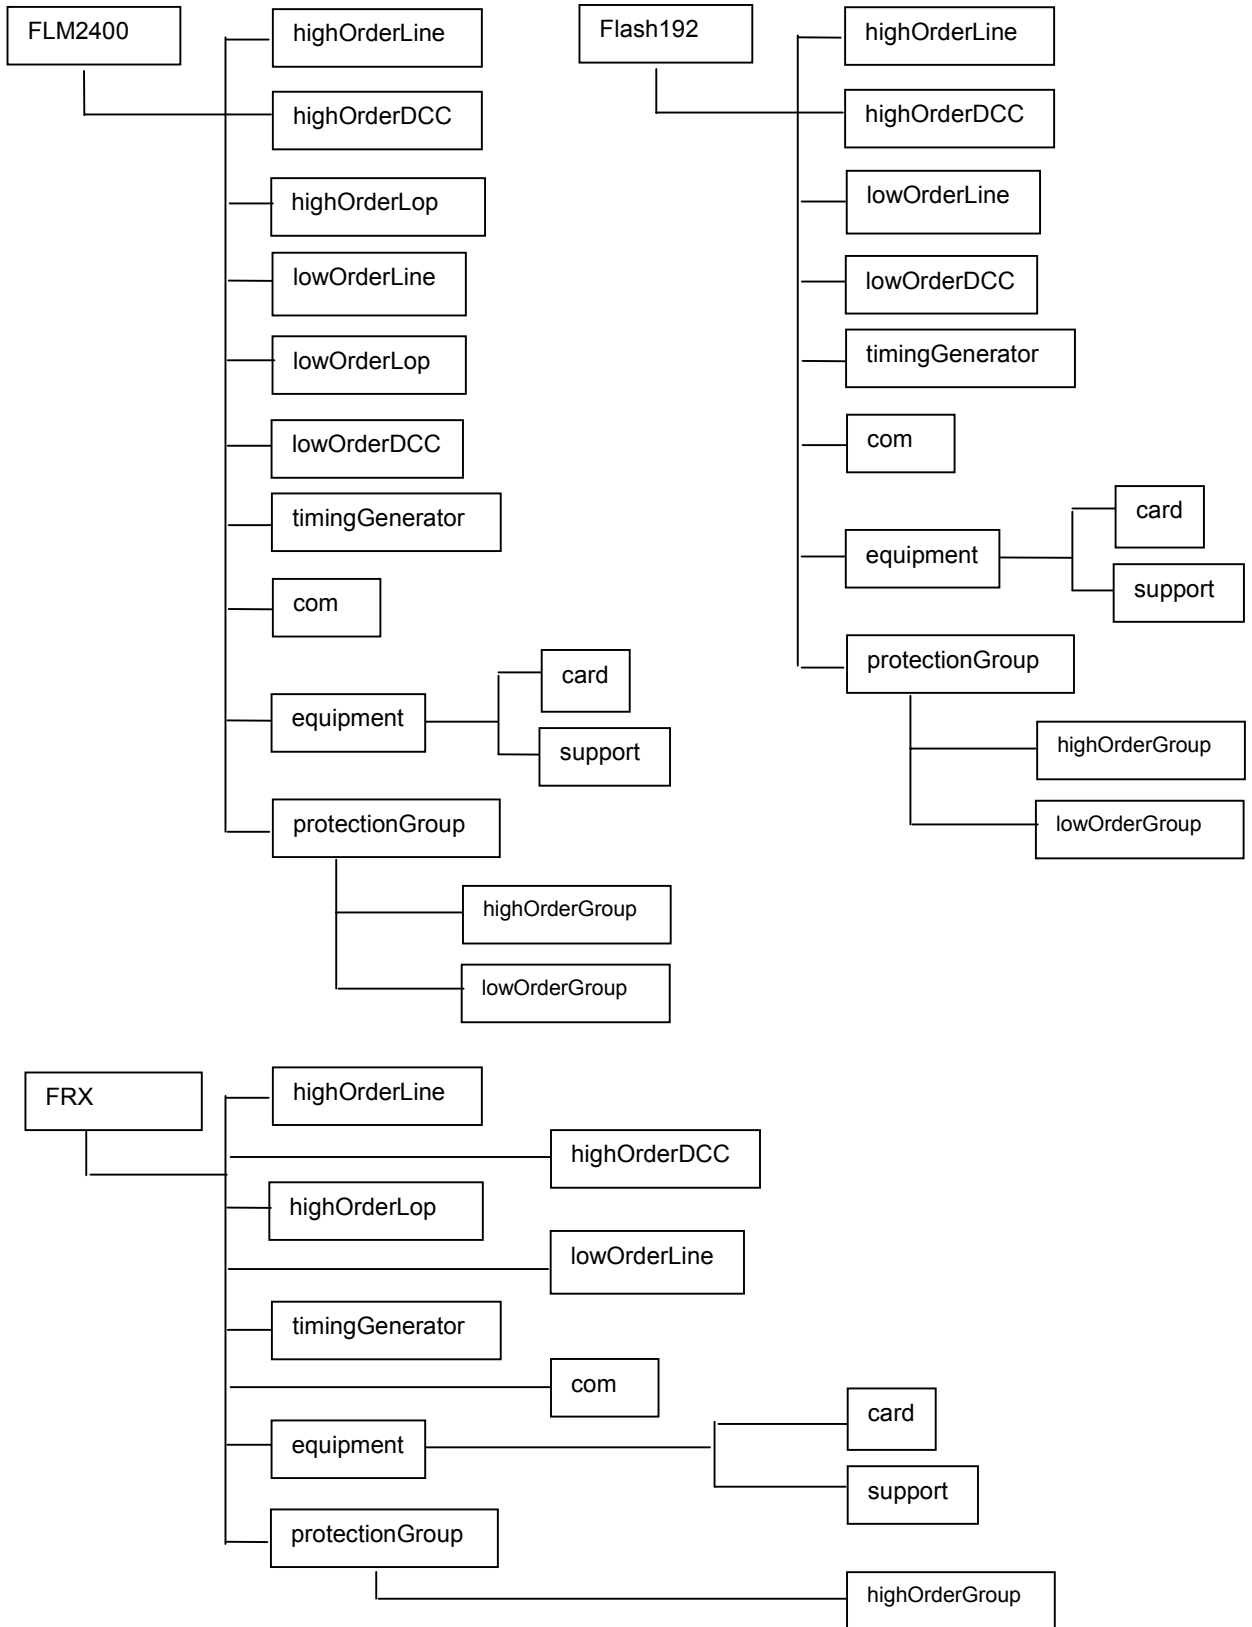 FLM2400
highOrderLine
highOrderDCC
highOrderLop
lowOrderLine
lowOrderLop
lowOrderDCC
timingGenerator
com
equipment
card
support
protectionGroup
highOrderGroup
lowOrderGroup
Flash192
highOrderLine
highOrderDCC
lowOrderLine
lowOrderDCC
timingGenerator
com
equipment
card
support
protectionGroup
highOrderGroup
lowOrderGroup
FRX
highOrderLine
highOrderDCC
highOrderLop
lowOrderLine
timingGenerator
com
equipment
card
support
protectionGroup
highOrderGroup